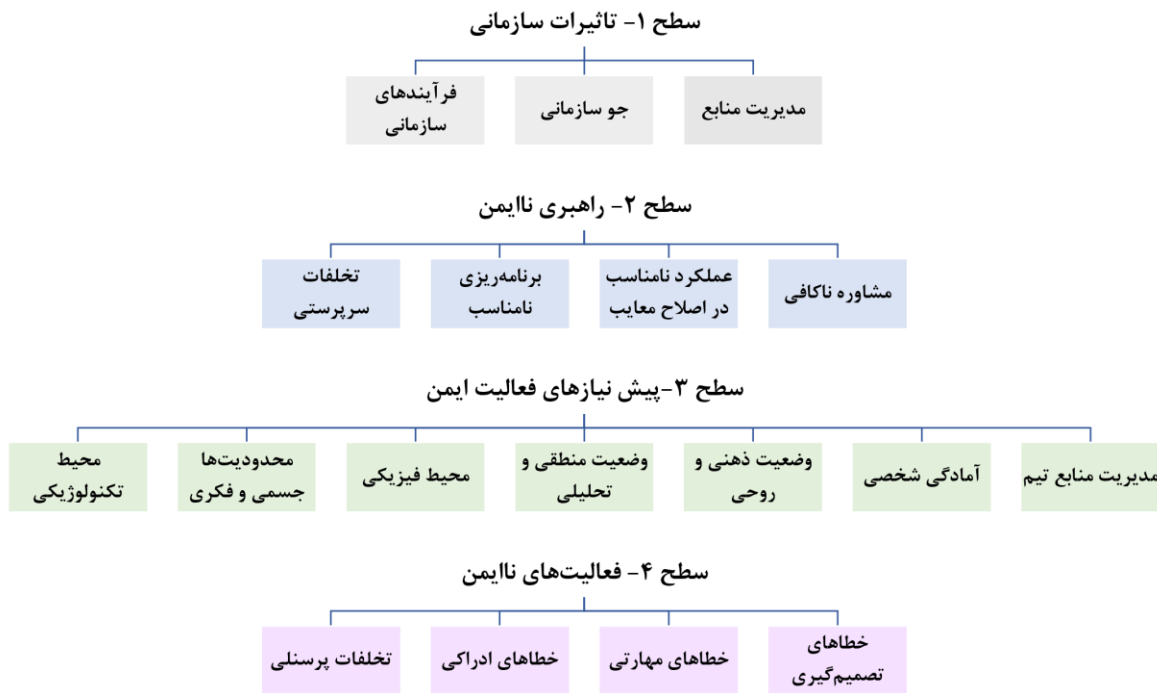 سطح ۱- تاثیرات سازمانی
مدیریت منابع
جو سازمانی
فرآیندهای
سازمانی
سطح ۲- راهبری ناایمن
مشاوره ناکافی
عملکرد نامناسب
در اصلاح معایب
برنامه‌ریزی
نامناسب
تخلفات
سرپرستی
سطح ۳-پیش نیازهای فعالیت ایمن
مدیریت منابع تیم
آمادگی شخصی
وضعیت ذهنی و
روحی
وضعیت منطقی و
تحلیلی
محیط فیزیکی
محدودیت‌ها
جسمی و فکری
محیط
تکنولوژیکی
سطح ۴- فعالیت‌های ناایمن
خطاهای
تصمیم‌گیری
خطاهای مهارتی
خطاهای ادراکی
تخلفات پرسنلی